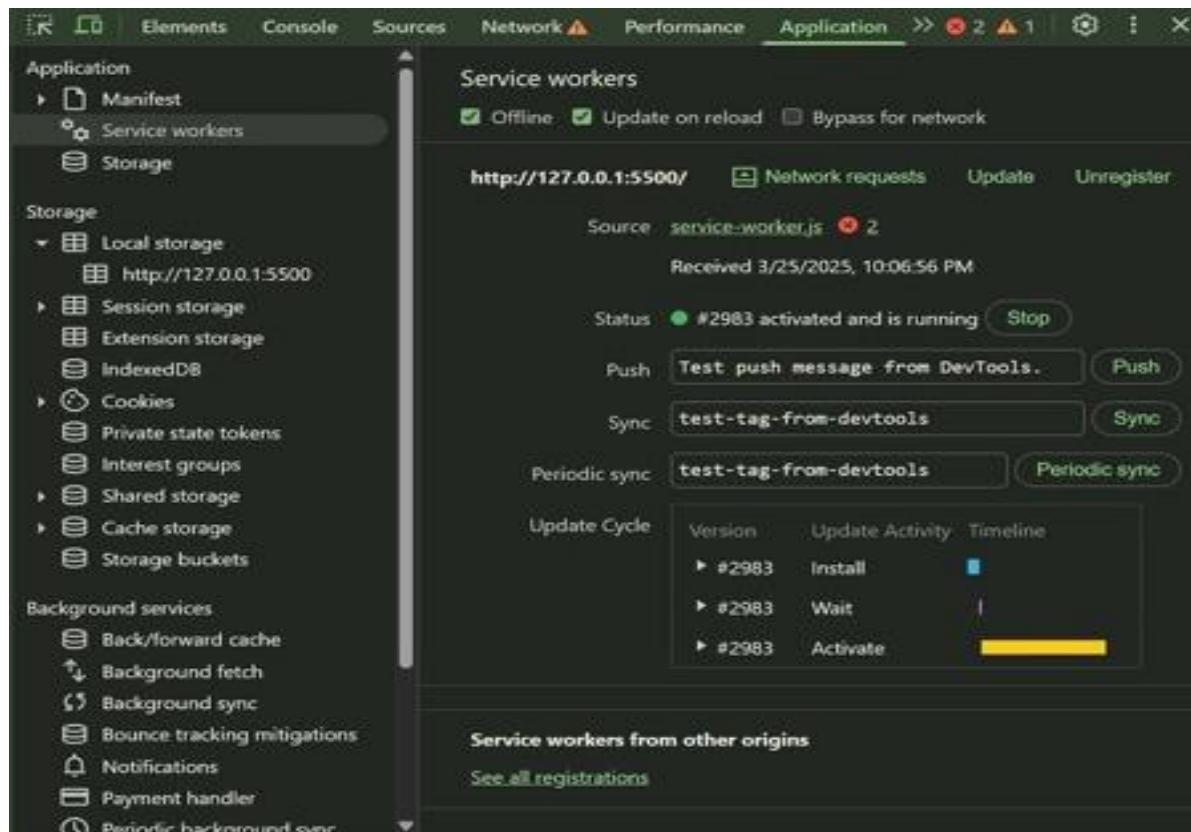 Elements Console Sources Network Performance Application 2 1
Application
Manifest
Service workers
Storage
Storage
Local storage
http://127.0.0.1:5500
Session storage
Extension storage
IndexedDB
Cookies
Private state tokens
Interest groups
Shared storage
Cache storage
Storage buckets
Background services
Back/forward cache
Background fetch
Background sync
Bounce tracking mitigations
Notifications
Payment handler
Periodic background sync
Service workers
Offline Update on reload Bypass for network
http://127.0.0.1:5500/ Network requests Update Unregister
Source service-worker.js 2
Received 3/25/2025, 10:06:56 PM
Status #2983 activated and is running Stop
Push Test push message from DevTools. Push
Sync test-tag-from-devtools Sync
Periodic sync test-tag-from-devtools Periodic sync
Update Cycle Version Update Activity Timeline
#2983 Install
#2983 Wait
#2983 Activate
Service workers from other origins
See all registrations